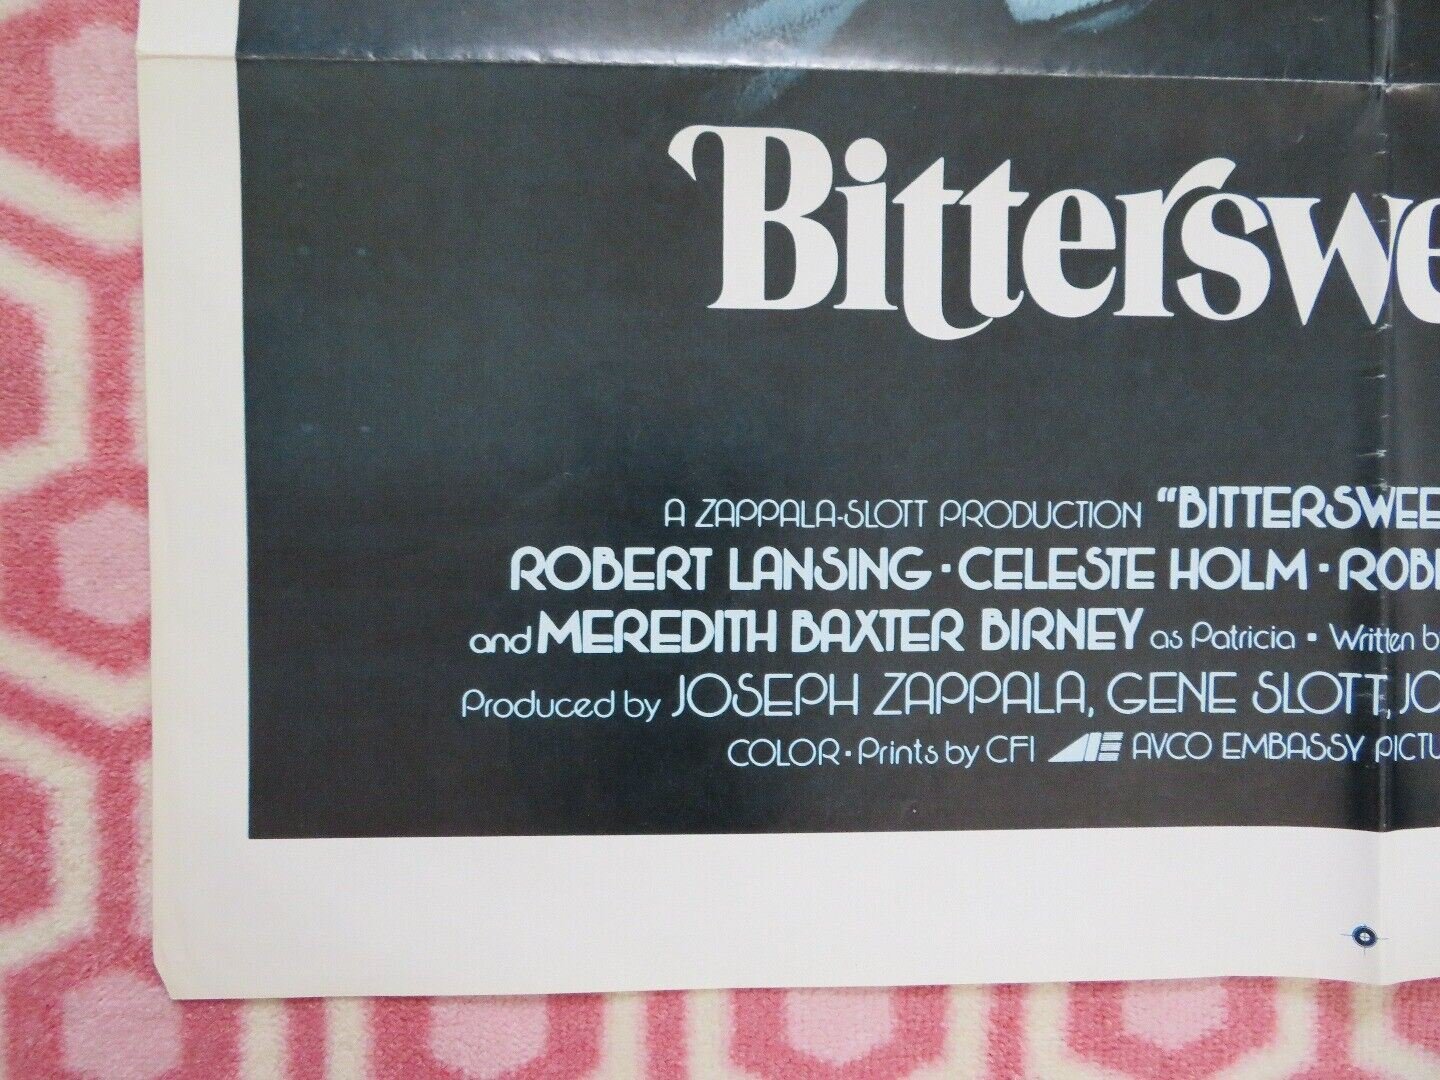 Bitterswe
A ZAPPALA-SLOTT PRODUCTION "BITTERSWEE
ROBERT LANSING · CELESTE HOLM · ROB
and MEREDITH BAXTER BIRNEY as Patricia · Written b
Produced by JOSEPH ZAPPALA, GENE SLOTT, JO
COLOR · Prints by CFI AE AVCO EMBASSY PICTU